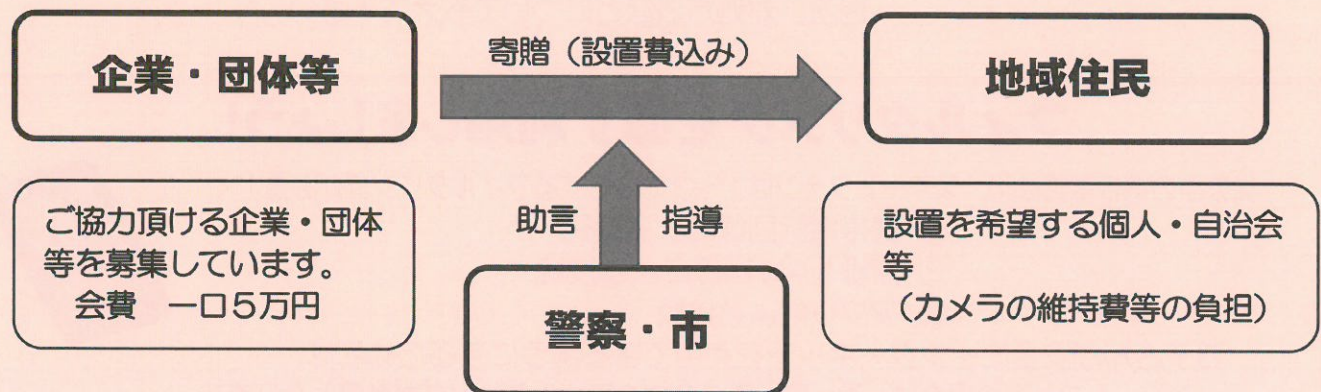 企業・団体等
寄贈（設置費込み）
地域住民
ご協力頂ける企業・団体
等を募集しています。
会費　一口５万円
助言
指導
警察・市
設置を希望する個人・自治会
等
（カメラの維持費等の負担）